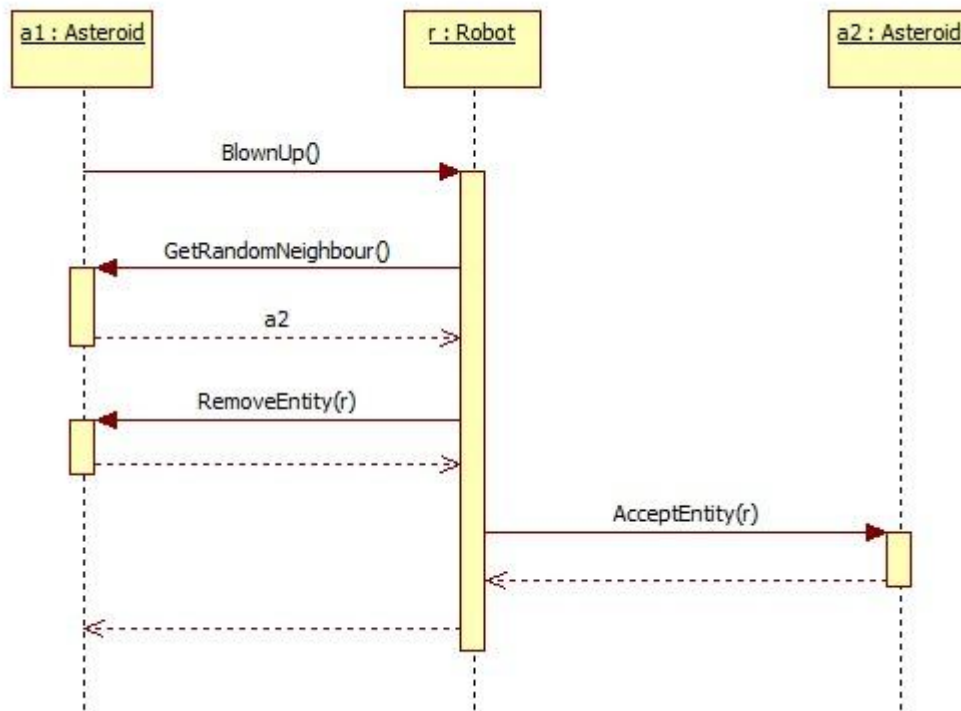 a1 : Asteroid
r : Robot
a2 : Asteroid
BlownUp()
GetRandomNeighbour()
a2
RemoveEntity(r)
AcceptEntity(r)